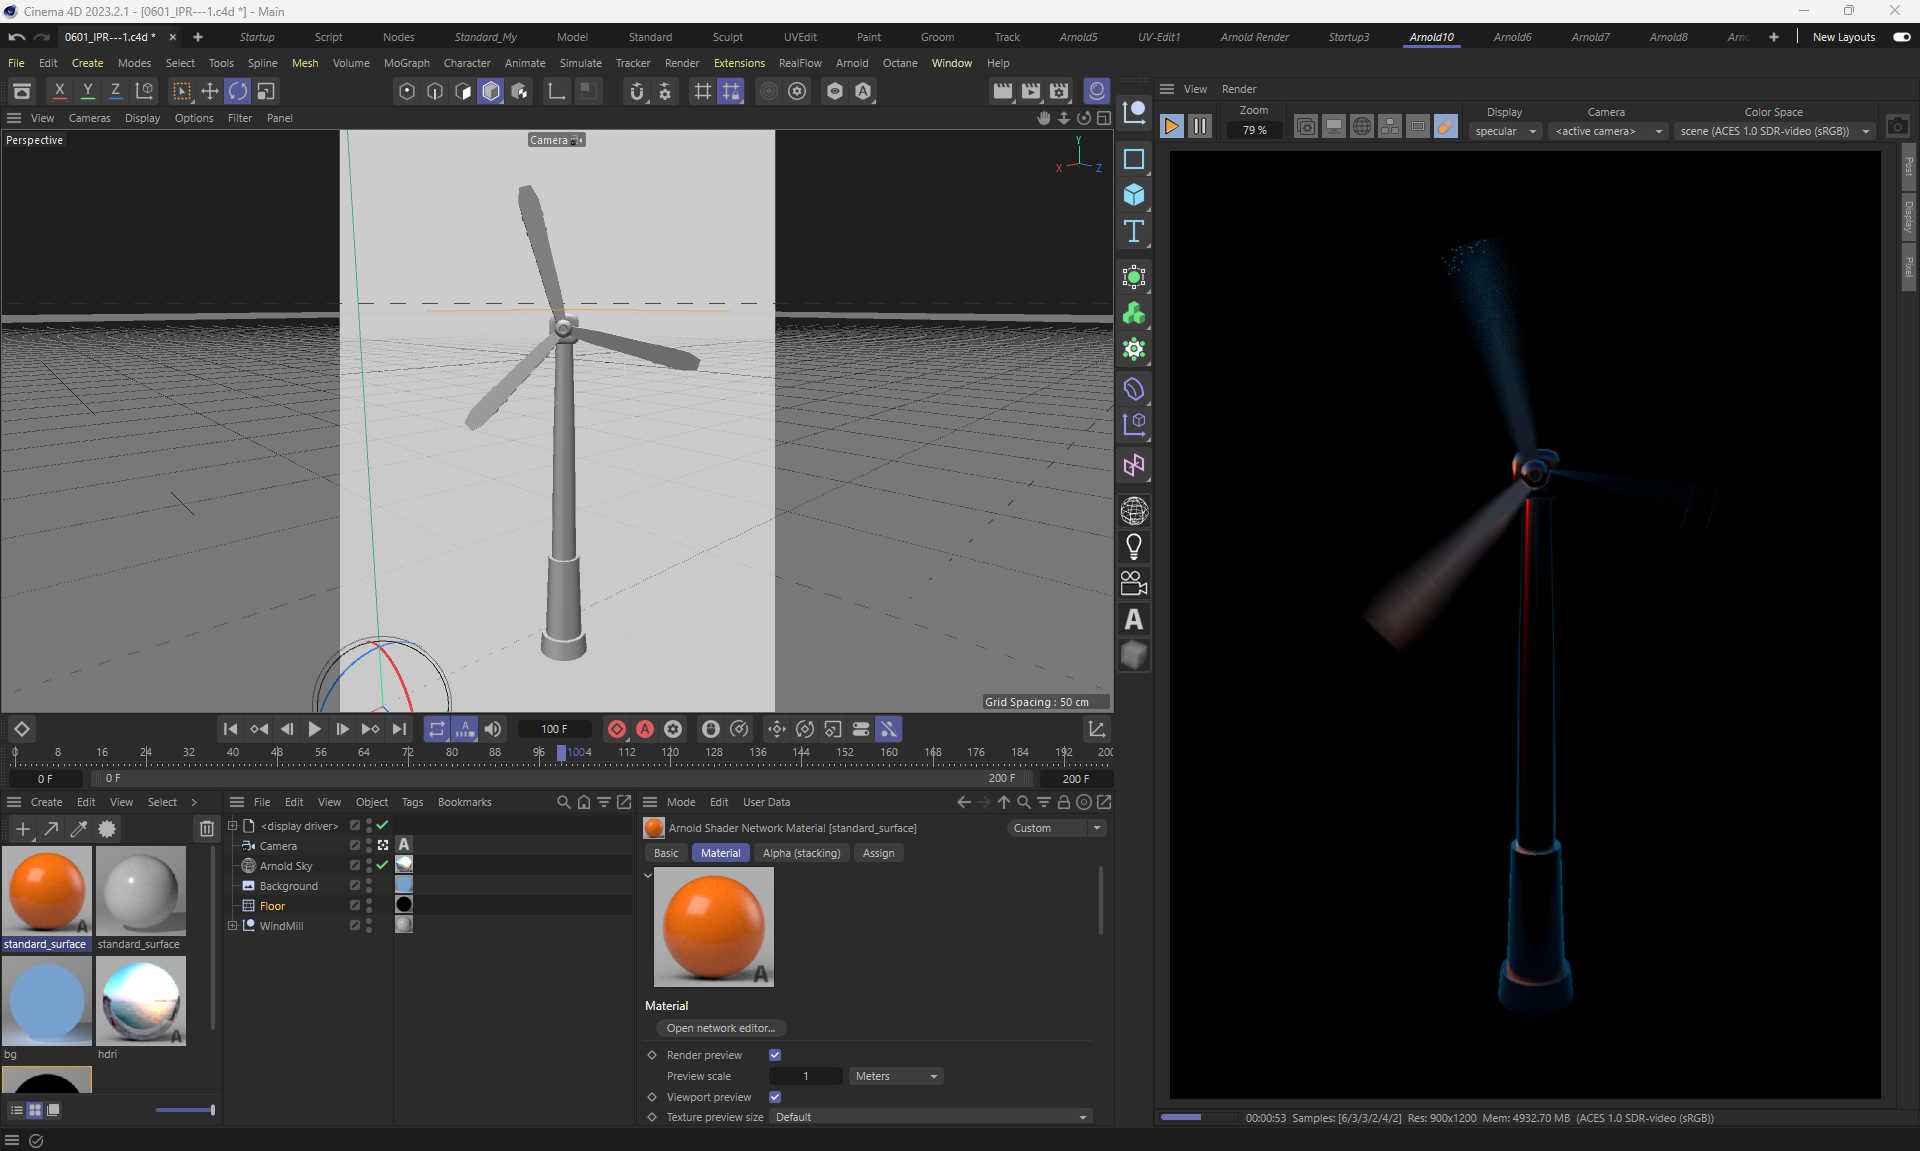 Cinema 4D 2023.2.1 - [0601_IPR---1.c4d *] - Main
0601_IPR---1.c4d *
Startup
Script
Nodes
Standard_My
Model
Standard
Sculpt
UVEdit
Paint
Groom
Track
Arnold5
UV-Edit1
Arnold Render
Startup3
Arnold10
Arnold6
Arnold7
Arnold8
New Layouts
File Edit Create Modes Select Tools Spline Mesh Volume MoGraph Character Animate Simulate Tracker Render Extensions RealFlow Arnold Octane Window Help
X Y Z
View Render
View Cameras Display Options Filter Panel
Zoom
79 %
Display
specular
Camera
<active camera>
Color Space
scene (ACES 1.0 SDR-video (sRGB))
Perspective
Camera
Y
X
Z
Post
Display
Pixel
Grid Spacing : 50 cm
100 F
0 8 16 24 32 40 48 56 64 72 80 88 96 1004 112 120 128 136 144 152 160 168 176 184 192 200
0 F
0 F
200 F
200 F
Create Edit View Select
File Edit View Object Tags Bookmarks
Mode Edit User Data
<display driver>
Camera
Arnold Sky
Background
Floor
WindMill
standard_surface
standard_surface
bg
hdri
Arnold Shader Network Material [standard_surface]
Custom
Basic
Material
Alpha (stacking)
Assign
Material
Open network editor...
Render preview
Preview scale
1
Meters
Viewport preview
Texture preview size
Default
00:00:53 Samples: [6/3/3/2/4/2] Res: 900x1200 Mem: 4932.70 MB (ACES 1.0 SDR-video (sRGB))